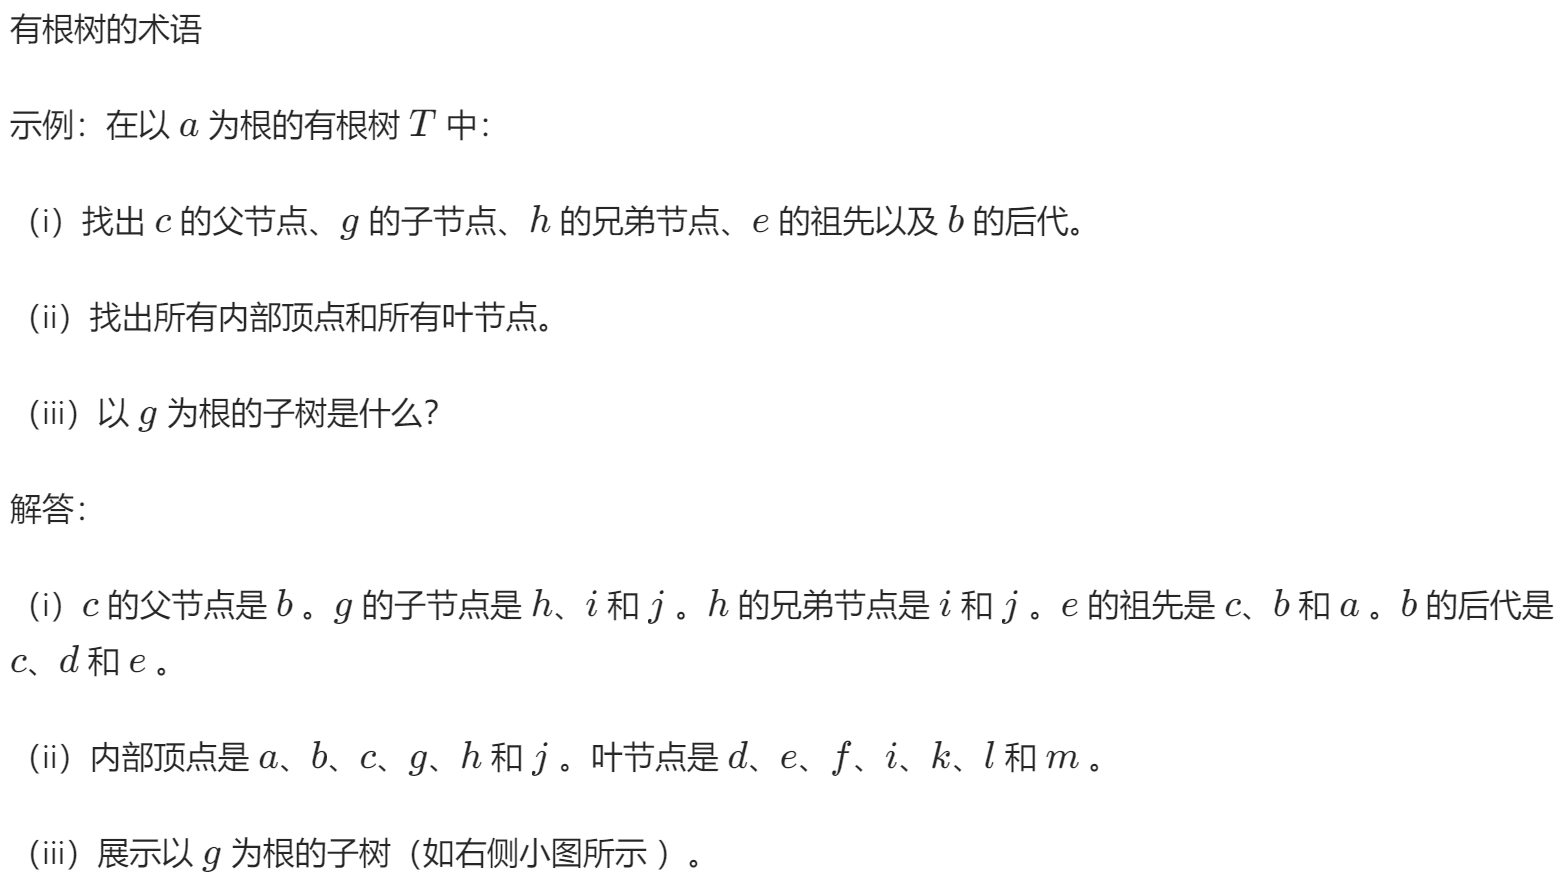 有根树的术语
示例：在以 a 为根的有根树 T 中：
（i）找出 c 的父节点、g 的子节点、h 的兄弟节点、e 的祖先以及 b 的后代。
（ii）找出所有内部顶点和所有叶节点。
（iii）以 g 为根的子树是什么？
解答：
（i）c 的父节点是 b 。g 的子节点是 h、i 和 j 。h 的兄弟节点是 i 和 j 。e 的祖先是 c、b 和 a 。b 的后代是
c、d 和 e 。
（ii）内部顶点是 a、b、c、g、h 和 j 。叶节点是 d、e、f、i、k、l 和 m 。
（iii）展示以 g 为根的子树（如右侧小图所示 ）。